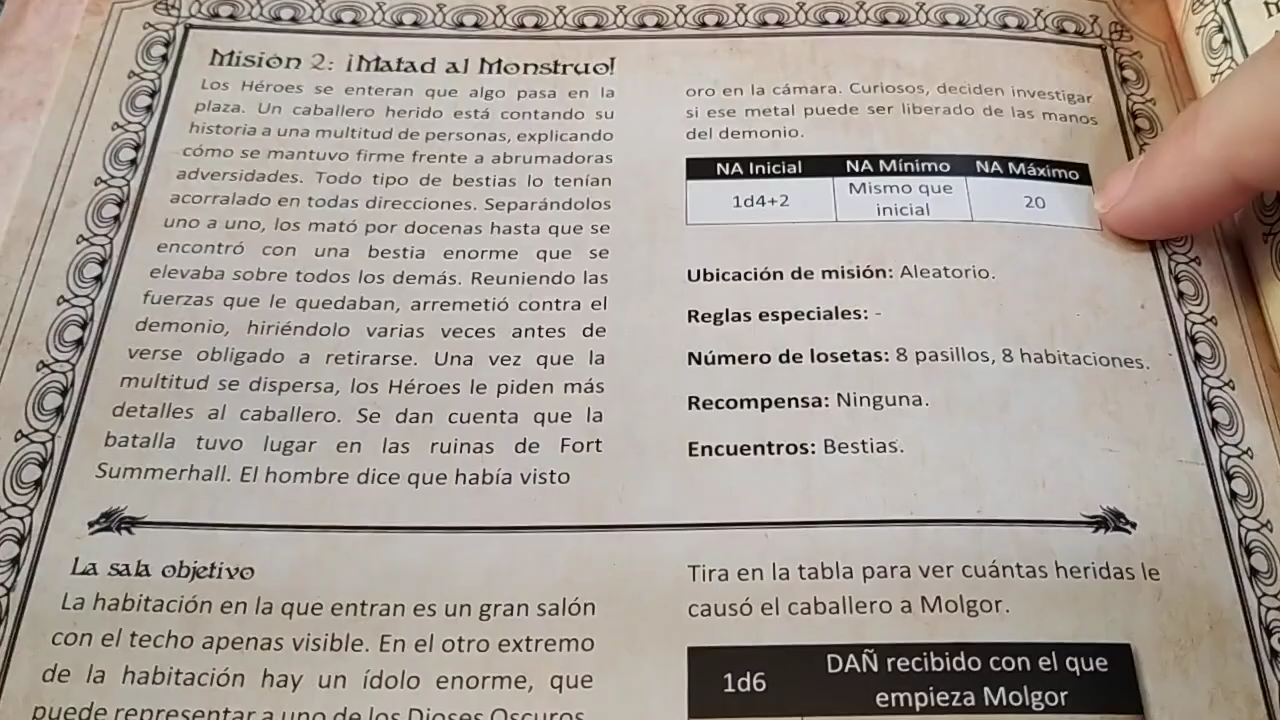 Misión 2: ¡Matad al Monstruo!
Los Héroes se enteran que algo pasa en la
plaza. Un caballero herido está contando su
historia a una multitud de personas, explicando
cómo se mantuvo firme frente a abrumadoras
adversidades. Todo tipo de bestias lo tenían
acorralado en todas direcciones. Separándolos
uno a uno, los mató por docenas hasta que se
encontró con una bestia enorme que se
elevaba sobre todos los demás. Reuniendo las
fuerzas que le quedaban, arremetió contra el
demonio, hiriéndolo varias veces antes de
verse obligado a retirarse. Una vez que la
multitud se dispersa, los Héroes le piden más
detalles al caballero. Se dan cuenta que la
batalla tuvo lugar en las ruinas de Fort
Summerhall. El hombre dice que había visto
oro en la cámara. Curiosos, deciden investigar
si ese metal puede ser liberado de las manos
del demonio.
NA Inicial NA Mínimo NA Máximo
1d4+2 Mismo que inicial 20
Ubicación de misión: Aleatorio.
Reglas especiales: -
Número de losetas: 8 pasillos, 8 habitaciones.
Recompensa: Ninguna.
Encuentros: Bestias.
La sala objetivo
La habitación en la que entran es un gran salón
con el techo apenas visible. En el otro extremo
de la habitación hay un ídolo enorme, que
puede representar a uno de los Dioses Oscuros.
Tira en la tabla para ver cuántas heridas le
causó el caballero a Molgor.
1d6 DAÑ recibido con el que
empieza Molgor